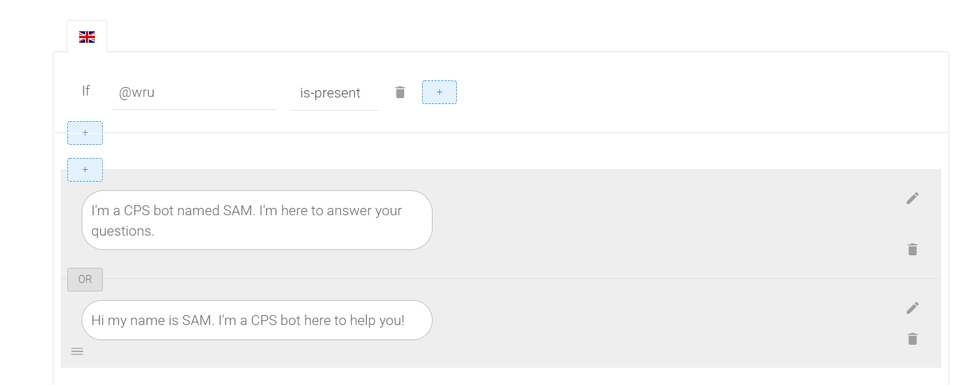 If @wru is-present +
+
+
I'm a CPS bot named SAM. I'm here to answer your
questions.
OR
Hi my name is SAM. I'm a CPS bot here to help you!